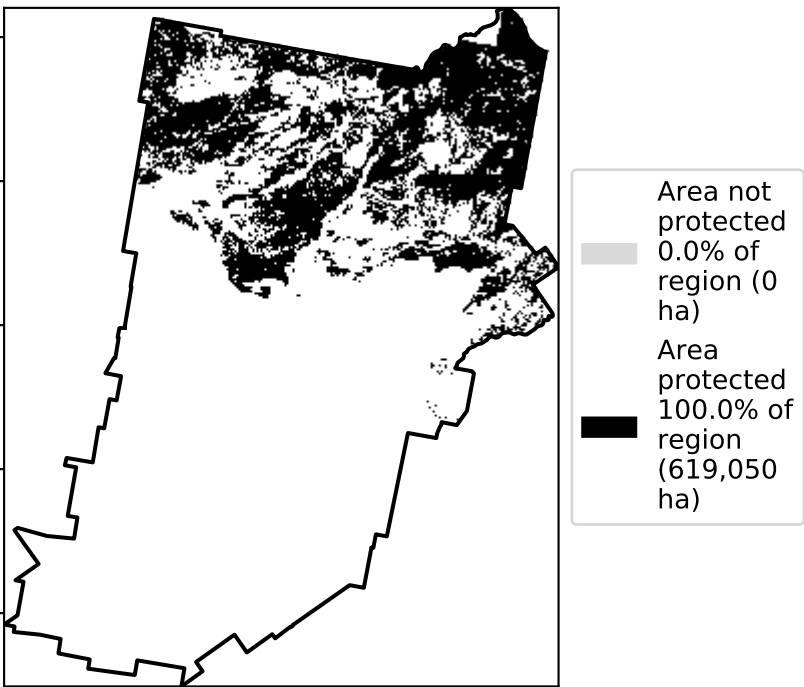 Area not
protected
0.0% of
region (0
ha)
Area
protected
100.0% of
region
(619,050
ha)